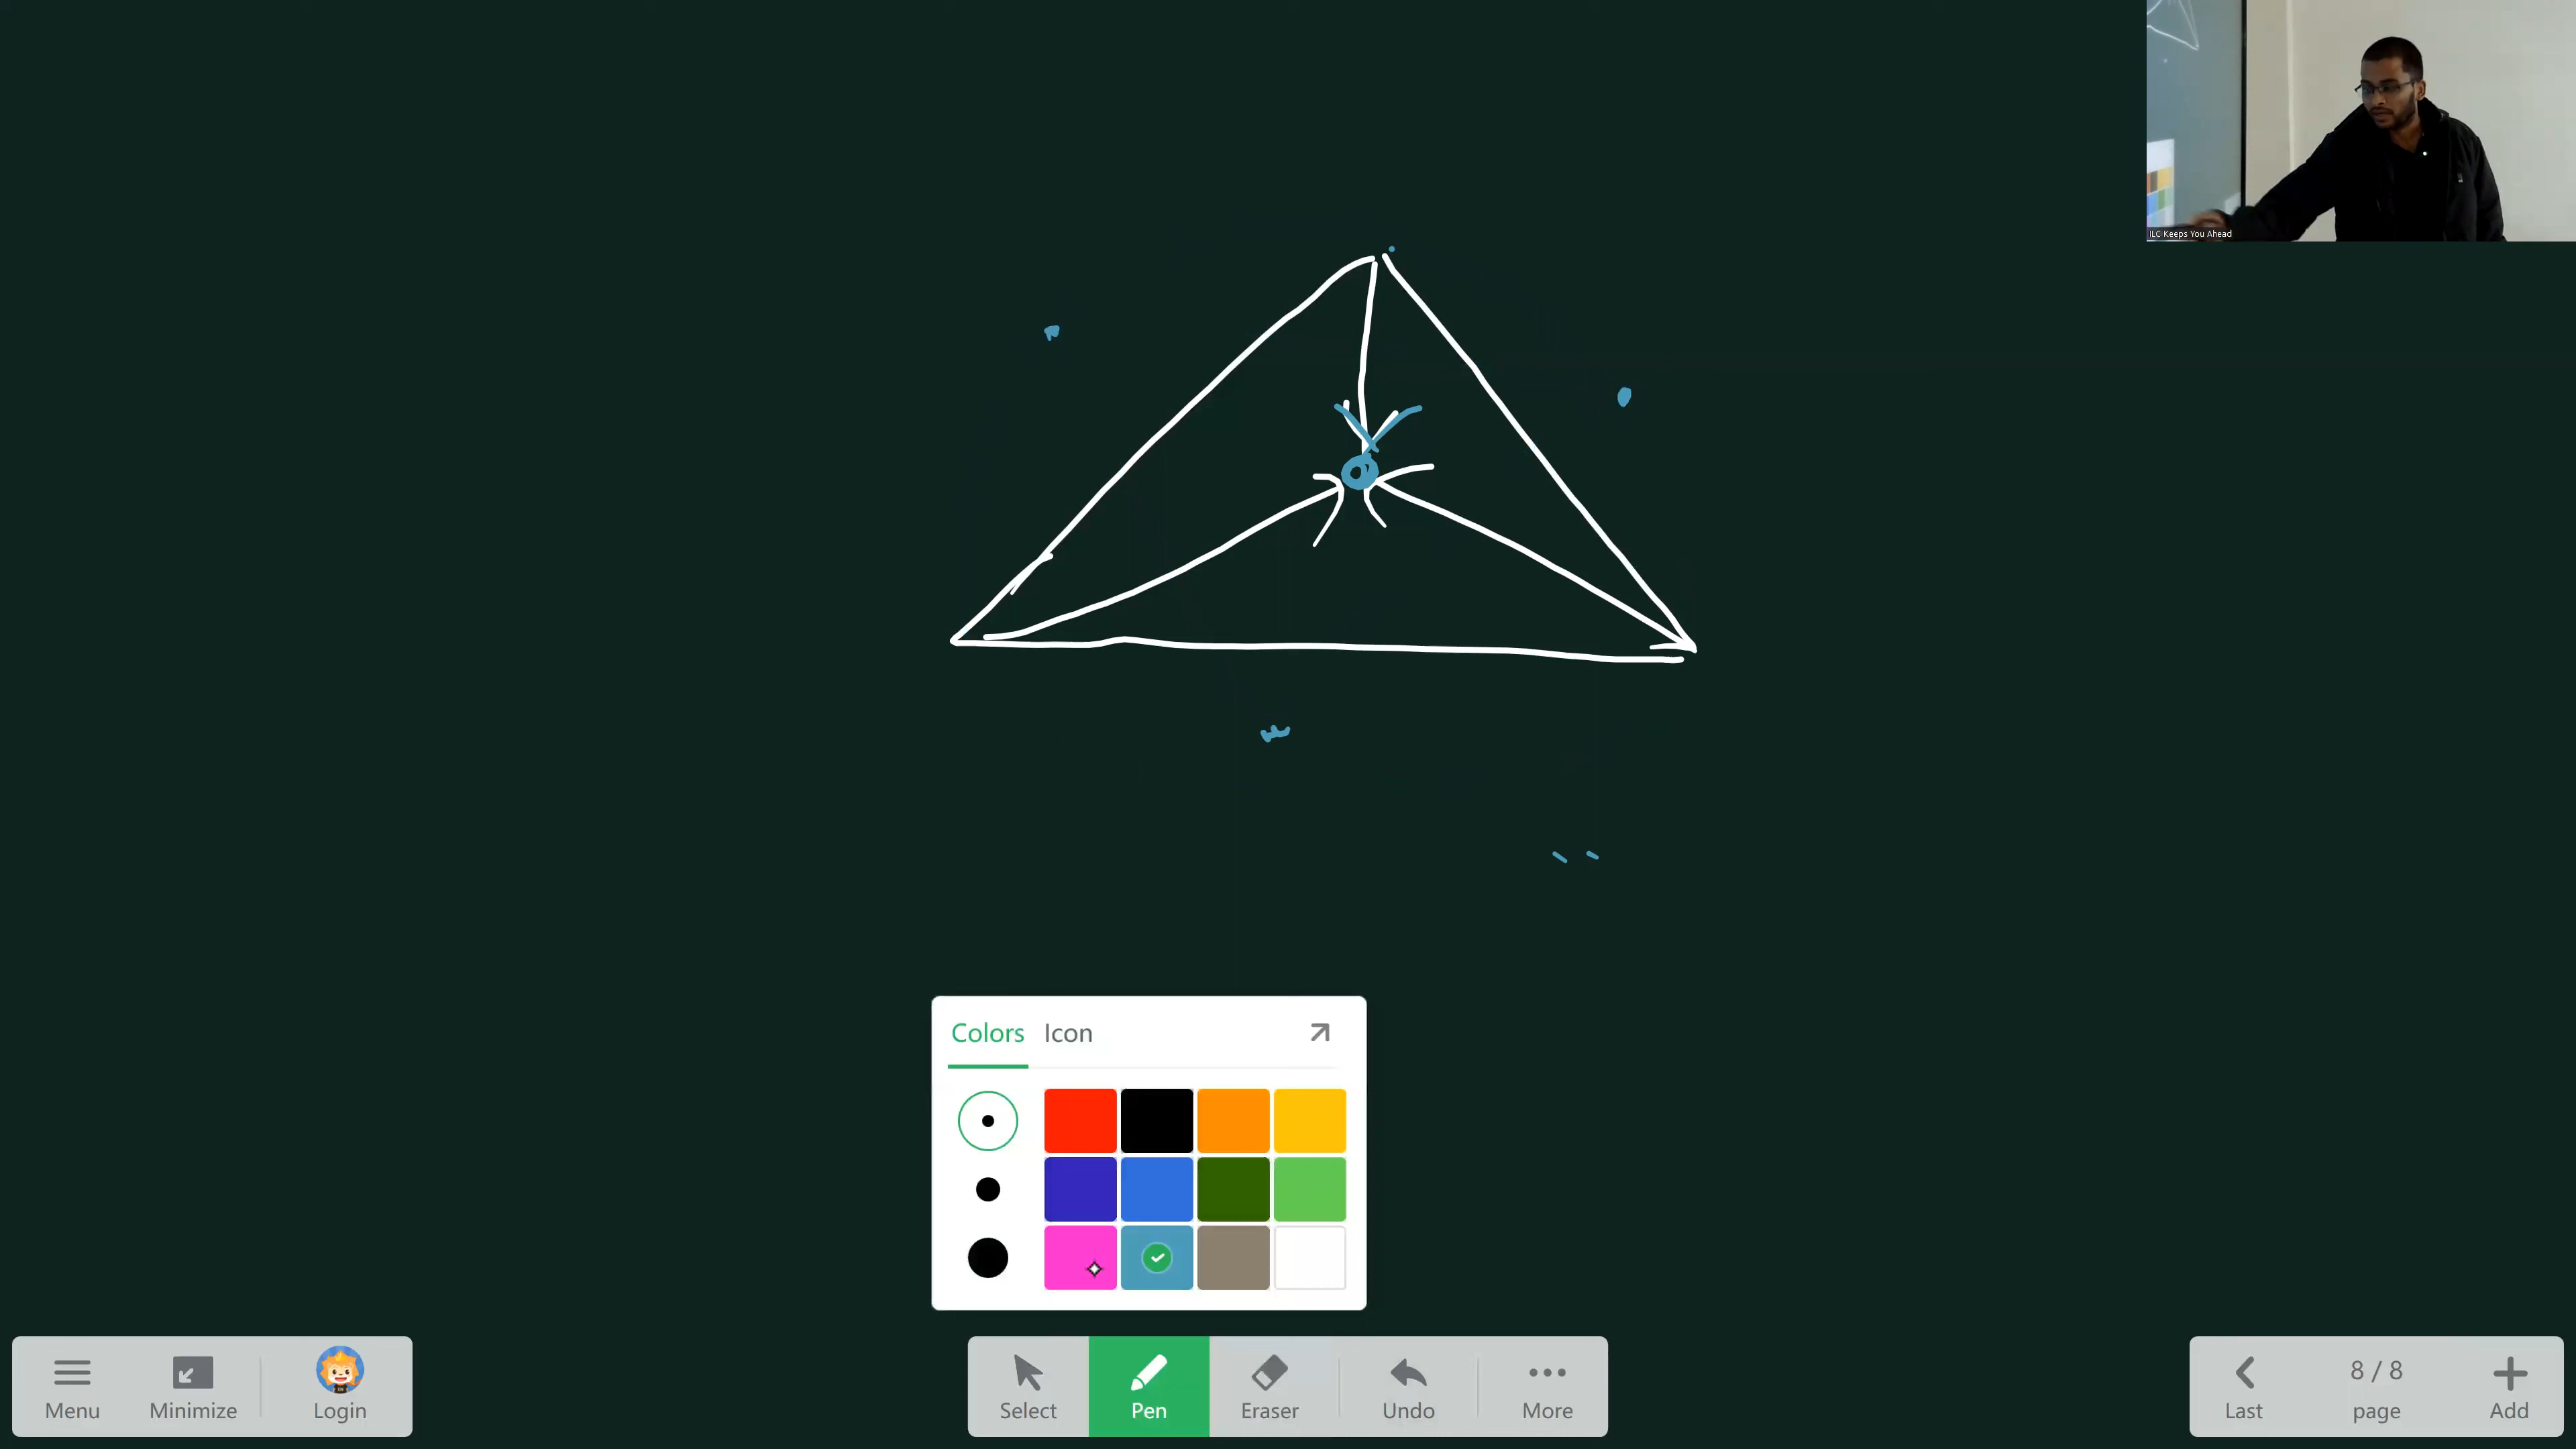 ILC Keeps You Ahead
Colors Icon
Menu Minimize Login
Select Pen Eraser Undo More
Last 8 / 8 page Add